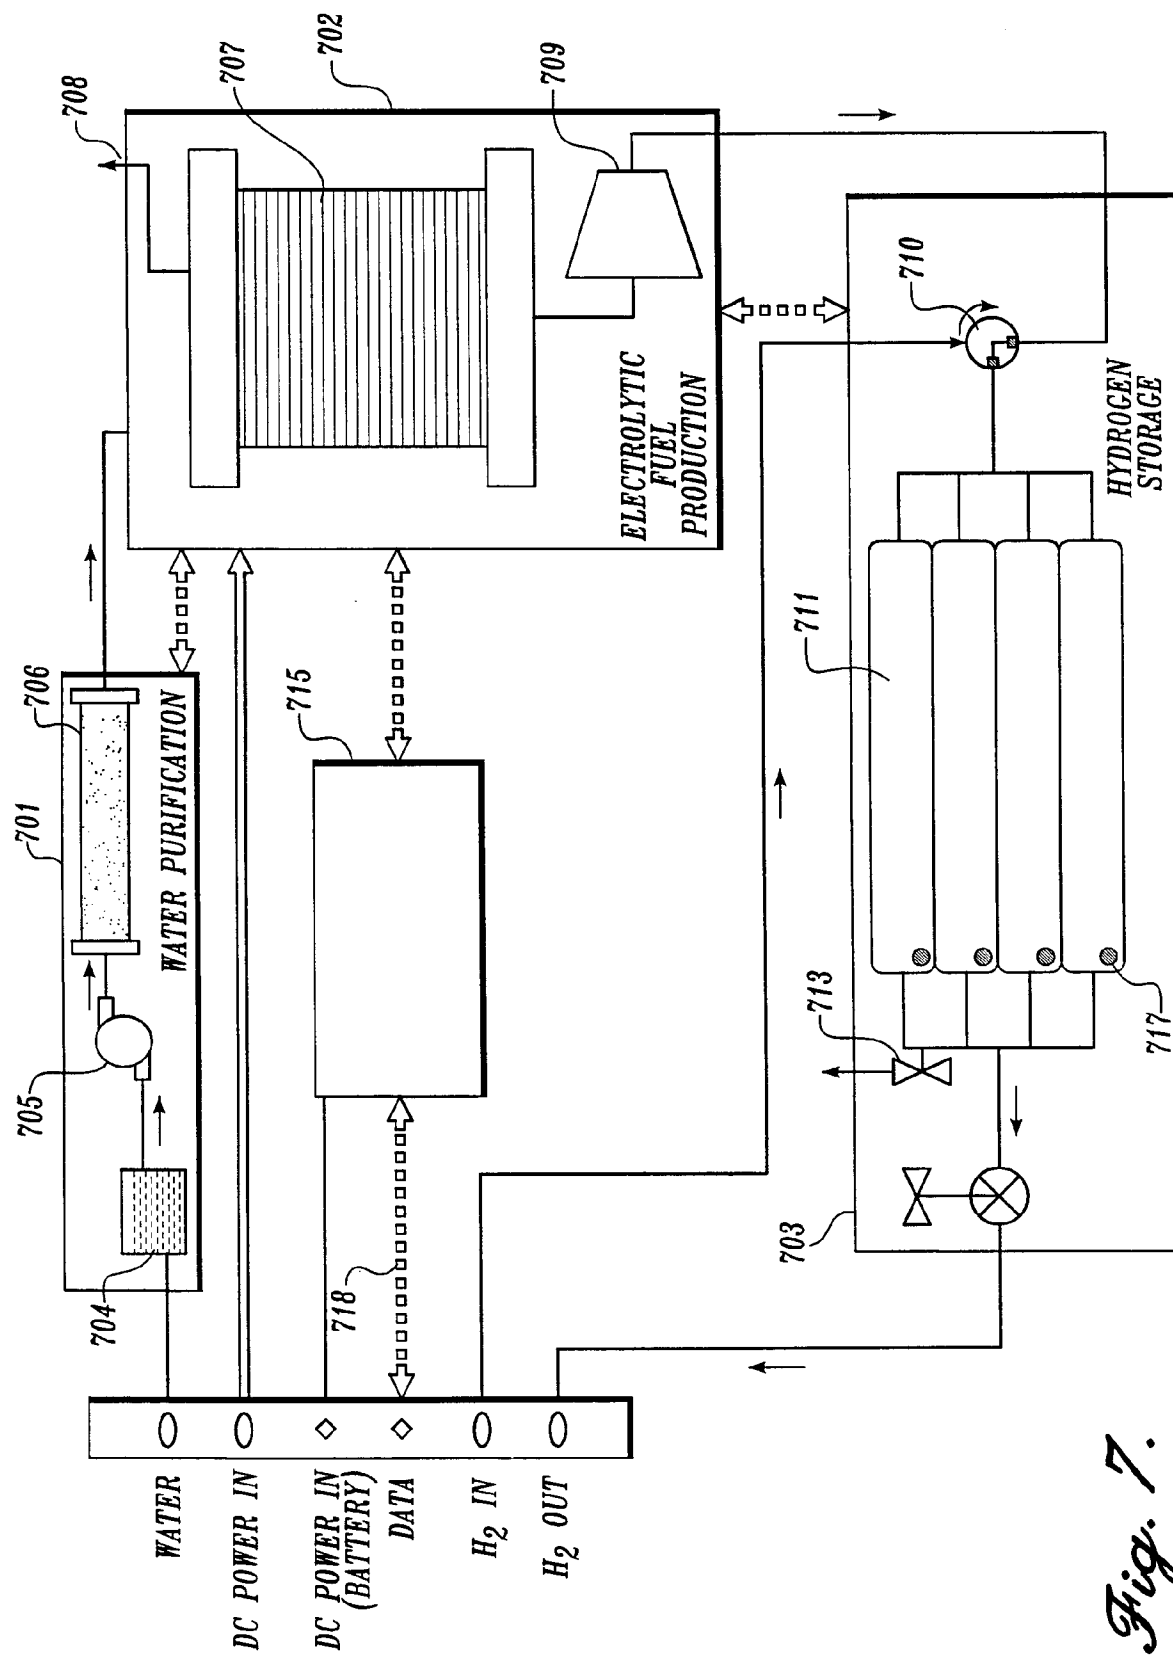 708
707
702
709
706
701
WATER PURIFICATION
705
704
715
ELECTROLYTIC
FUEL
PRODUCTION
710
HYDROGEN
STORAGE
711
713
717
703
718
WATER
DC POWER IN
DC POWER IN
(BATTERY)
DATA
H₂ IN
H₂ OUT
Fig. 7.